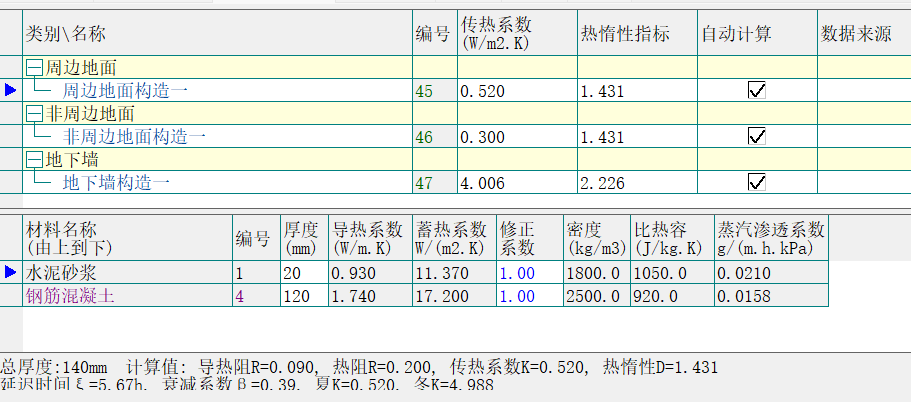 类别\名称 编号 传热系数 (W/m2.K) 热惰性指标 自动计算 数据来源
周边地面
周边地面构造一 45 0.520 1.431
非周边地面
非周边地面构造一 46 0.300 1.431
地下墙
地下墙构造一 47 4.006 2.226
材料名称 (由上到下) 编号 厚度 (mm) 导热系数 (W/m.K) 蓄热系数 W/(m2.K) 修正系数 密度 (kg/m3) 比热容 (J/kg.K) 蒸汽渗透系数 g/(m.h.kPa)
水泥砂浆 1 20 0.930 11.370 1.00 1800.0 1050.0 0.0210
钢筋混凝土 4 120 1.740 17.200 1.00 2500.0 920.0 0.0158
总厚度:140mm 计算值: 导热阻R=0.090, 热阻R=0.200, 传热系数K=0.520, 热惰性D=1.431
延迟时间ξ=5.67h, 衰减系数β=0.39, 夏K=0.520, 冬K=4.988